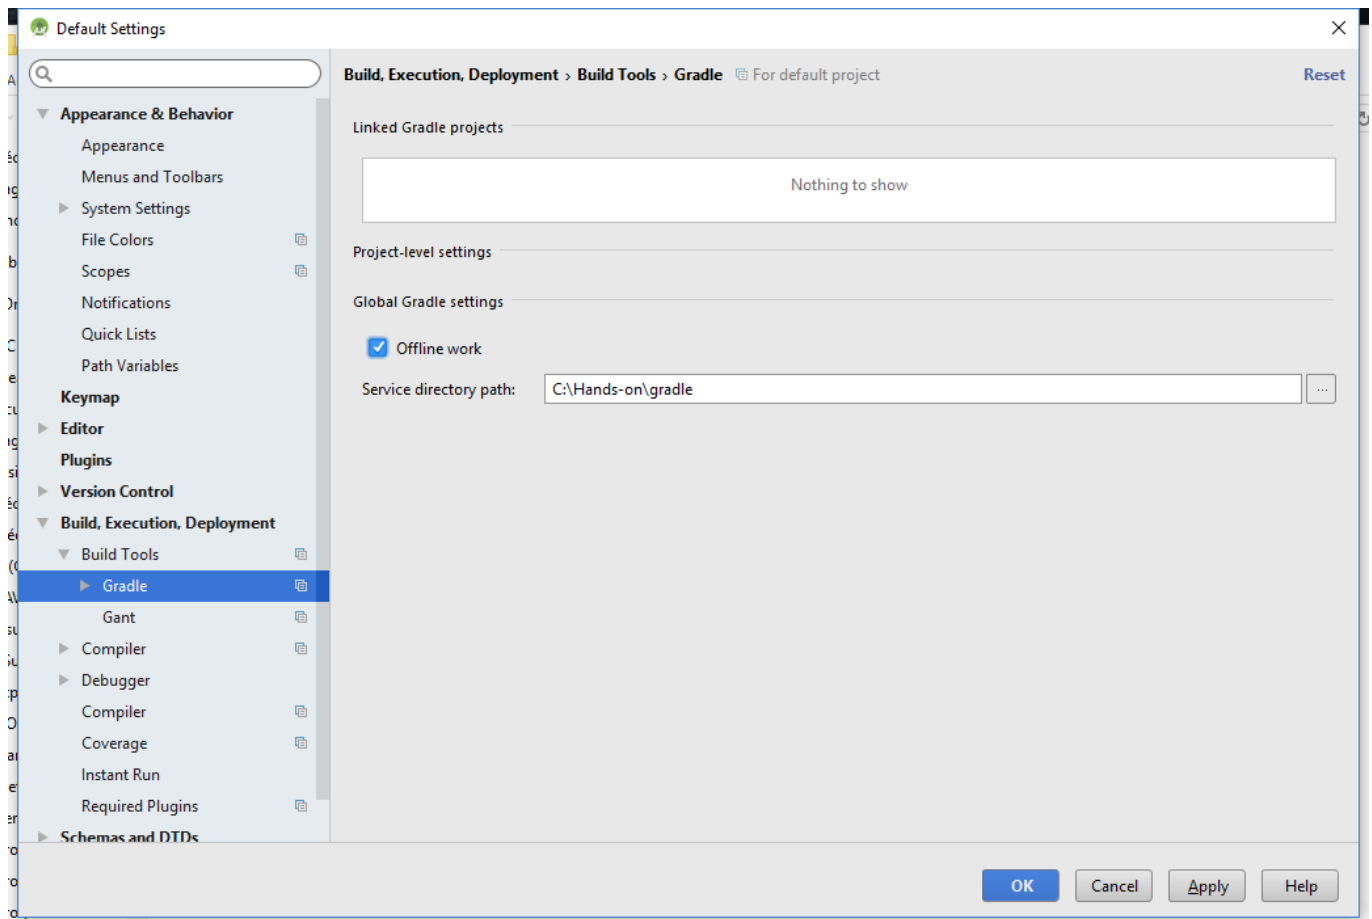 Default Settings
Build, Execution, Deployment › Build Tools › Gradle For default project Reset
Appearance & Behavior
Appearance
Menus and Toolbars
System Settings
File Colors
Scopes
Notifications
Quick Lists
Path Variables
Keymap
Editor
Plugins
Version Control
Build, Execution, Deployment
Build Tools
Gradle
Gant
Compiler
Debugger
Compiler
Coverage
Instant Run
Required Plugins
Schemas and DTDs
Linked Gradle projects
Nothing to show
Project-level settings
Global Gradle settings
Offline work
Service directory path: C:\Hands-on\gradle ...
OK Cancel Apply Help